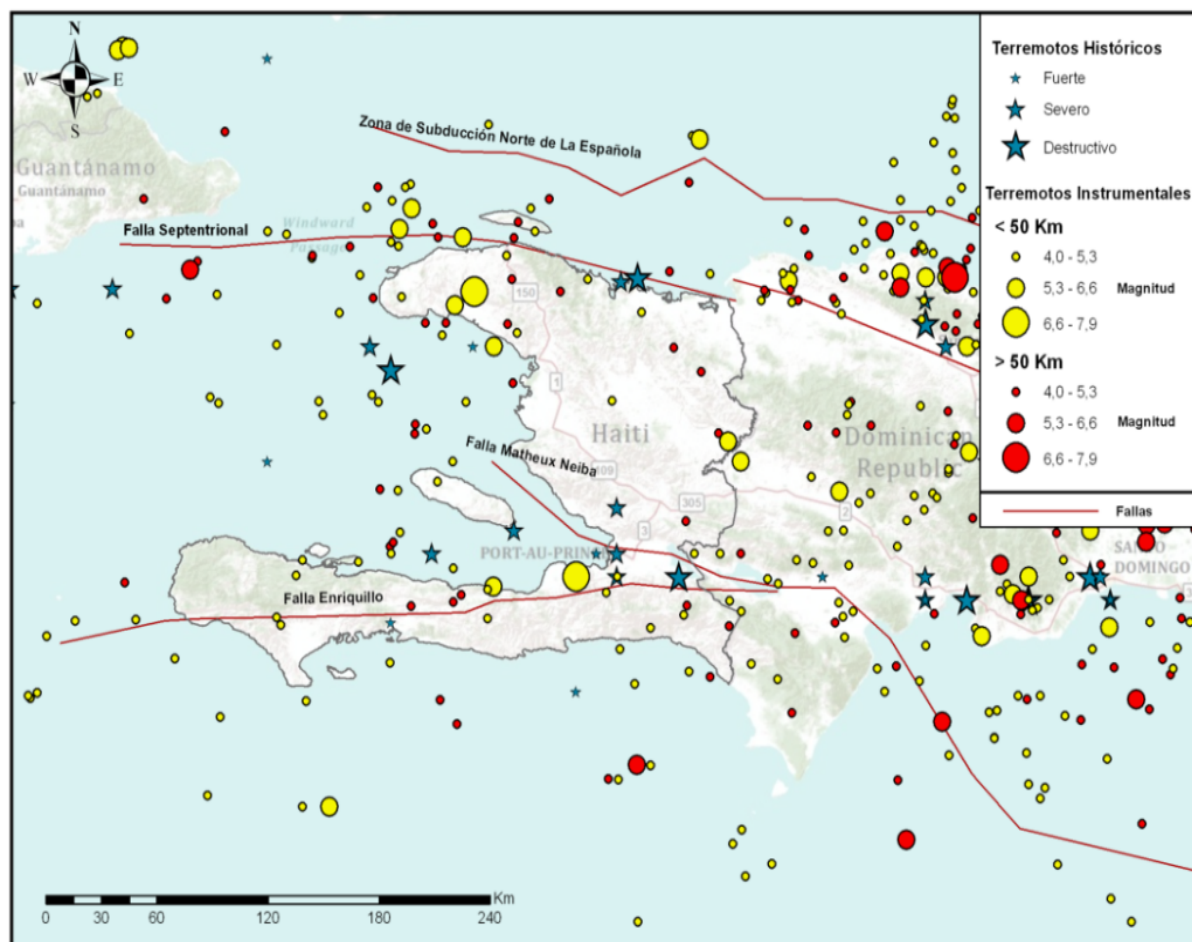 N
W
E
S
Guantánamo
Guantánamo
Windward
Passage
Zona de Subducción Norte de La Española
Falla Septentrional
150
1
Haiti
Falla Matheux Neiba
109
305
3
2
Dominican
Republic
PORT-AU-PRIN
Falla Enriquillo
SAN
DOMINGO
Terremotos Históricos
Fuerte
Severo
Destructivo
Terremotos Instrumentales
< 50 Km
4,0 - 5,3
5,3 - 6,6 Magnitud
6,6 - 7,9
> 50 Km
4,0 - 5,3
5,3 - 6,6 Magnitud
6,6 - 7,9
Fallas
Km
0 30 60 120 180 240